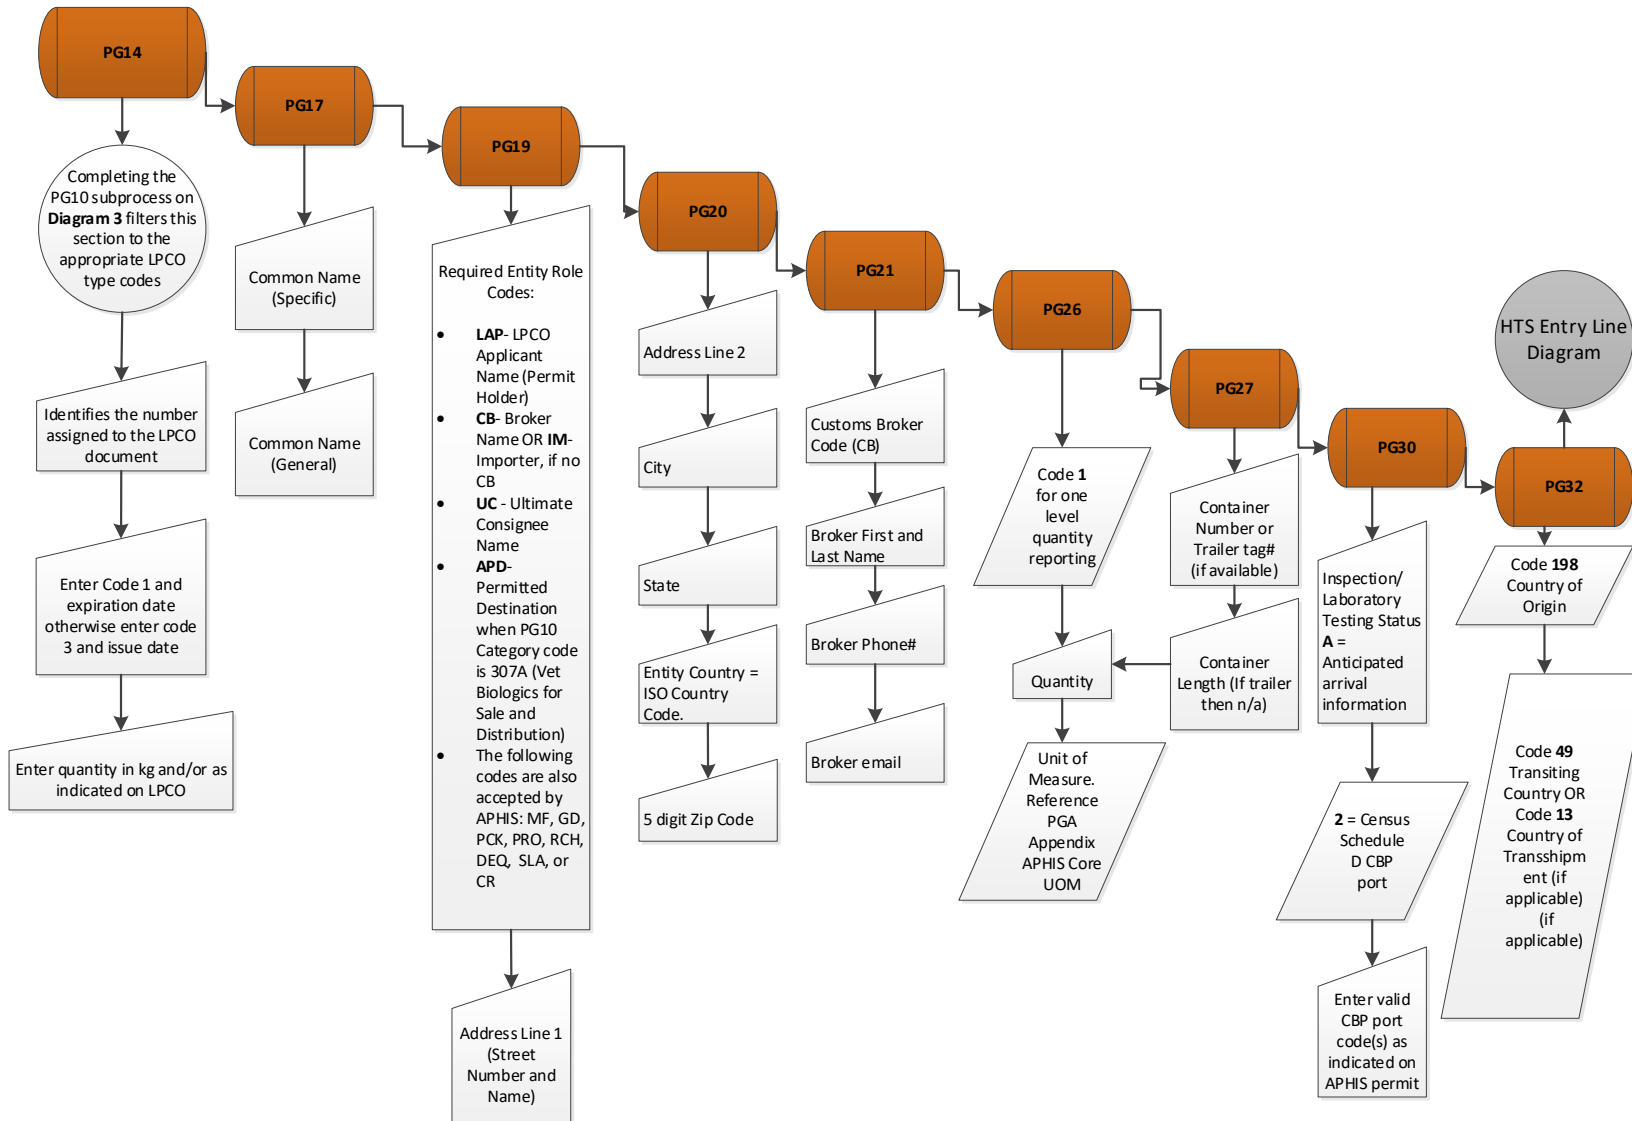 PG14
Completing the
PG10 subprocess on
Diagram 3 filters this
section to the
appropriate LPCO
type codes
Identifies the number
assigned to the LPCO
document
Enter Code 1 and
expiration date
otherwise enter code
3 and issue date
Enter quantity in kg and/or as
indicated on LPCO
PG17
Common Name
(Specific)
Common Name
(General)
PG19
Required Entity Role
Codes:
• LAP- LPCO
Applicant
Name (Permit
Holder)
• CB- Broker
Name OR IM-
Importer, if no
CB
• UC - Ultimate
Consignee
Name
• APD-
Permitted
Destination
when PG10
Category code
is 307A (Vet
Biologics for
Sale and
Distribution)
• The following
codes are also
accepted by
APHIS: MF, GD,
PCK, PRO, RCH,
DEQ, SLA, or
CR
Address Line 1
(Street
Number and
Name)
PG20
Address Line 2
City
State
Entity Country =
ISO Country
Code.
5 digit Zip Code
PG21
Customs Broker
Code (CB)
Broker First and
Last Name
Broker Phone#
Broker email
PG26
Code 1
for one
level
quantity
reporting
Quantity
Unit of
Measure.
Reference
PGA
Appendix
APHIS Core
UOM
PG27
Container
Number or
Trailer tag#
(if available)
Container
Length (If trailer
then n/a)
PG30
Inspection/
Laboratory
Testing Status
A =
Anticipated
arrival
information
2 = Census
Schedule
D CBP
port
Enter valid
CBP port
code(s) as
indicated on
APHIS permit
HTS Entry Line
Diagram
PG32
Code 198
Country of
Origin
Code 49
Transiting
Country OR
Code 13
Country of
Transshipm
ent (if
applicable)
(if
applicable)